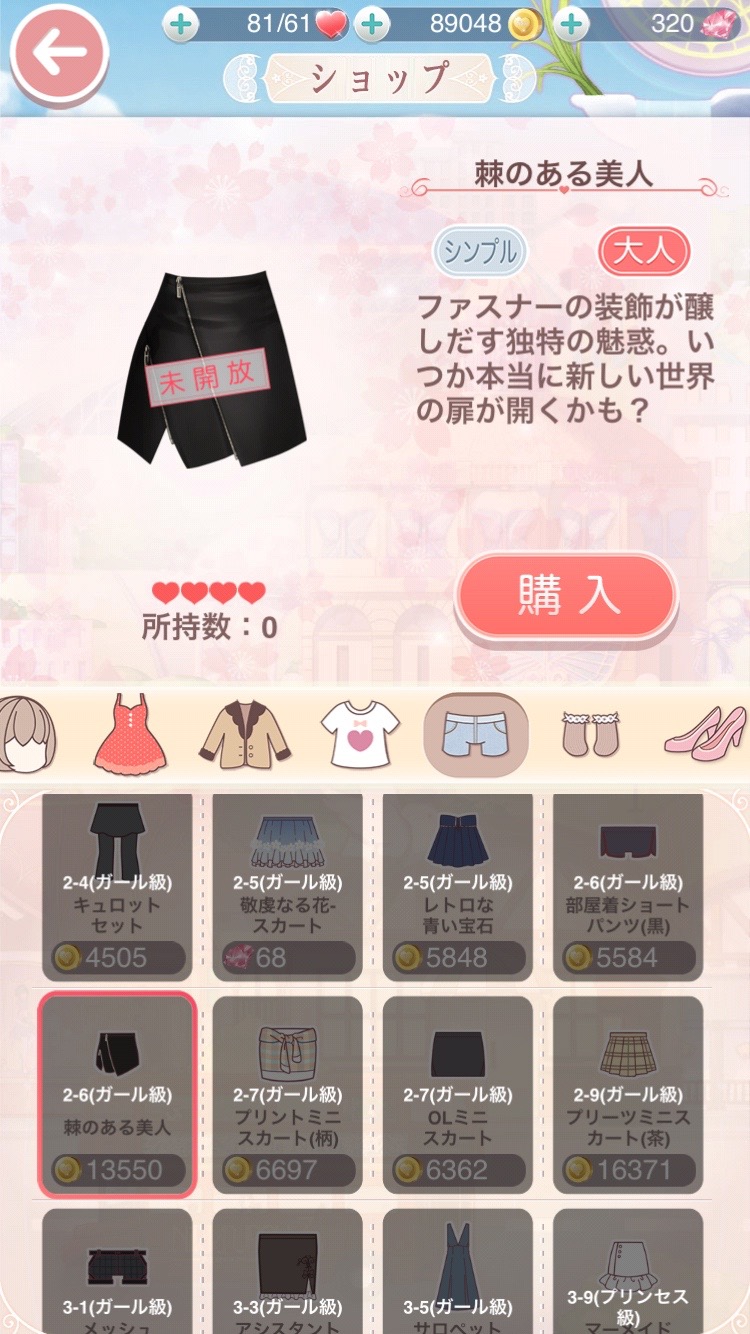 81/61
89048
320
ショップ
棘のある美人
シンプル
大人
ファスナーの装飾が醸
しだす独特の魅惑。い
つか本当に新しい世界
の扉が開くかも？
未開放
所持数：0
購入
2-4(ガール級)
キュロット
セット
4505
2-5(ガール級)
敬虔なる花-
スカート
68
2-5(ガール級)
レトロな
青い宝石
5848
2-6(ガール級)
部屋着ショート
パンツ(黒)
5584
2-6(ガール級)
棘のある美人
13550
2-7(ガール級)
プリントミニ
スカート(柄)
6697
2-7(ガール級)
OLミニ
スカート
6362
2-9(ガール級)
プリーツミニス
カート(茶)
16371
3-1(ガール級)
メッシュ
3-3(ガール級)
アシスタント
3-5(ガール級)
サロペット
3-9(プリンセス
級)
マーメイド